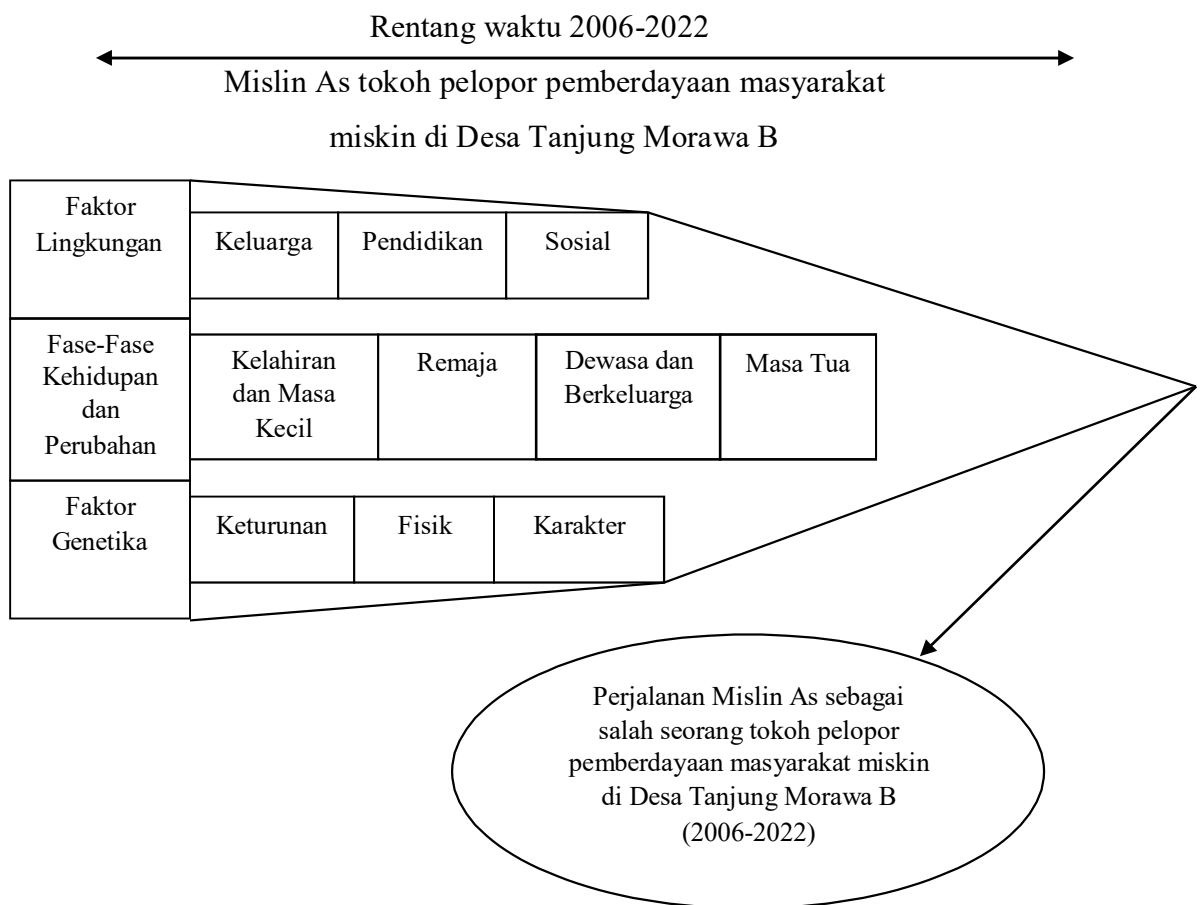 Rentang waktu 2006-2022
Mislin As tokoh pelopor pemberdayaan masyarakat
miskin di Desa Tanjung Morawa B
Faktor
Lingkungan
Keluarga
Pendidikan
Sosial
Fase-Fase
Kehidupan
dan
Perubahan
Kelahiran
dan Masa
Kecil
Remaja
Dewasa dan
Berkeluarga
Masa Tua
Faktor
Genetika
Keturunan
Fisik
Karakter
Perjalanan Mislin As sebagai
salah seorang tokoh pelopor
pemberdayaan masyarakat miskin
di Desa Tanjung Morawa B
(2006-2022)